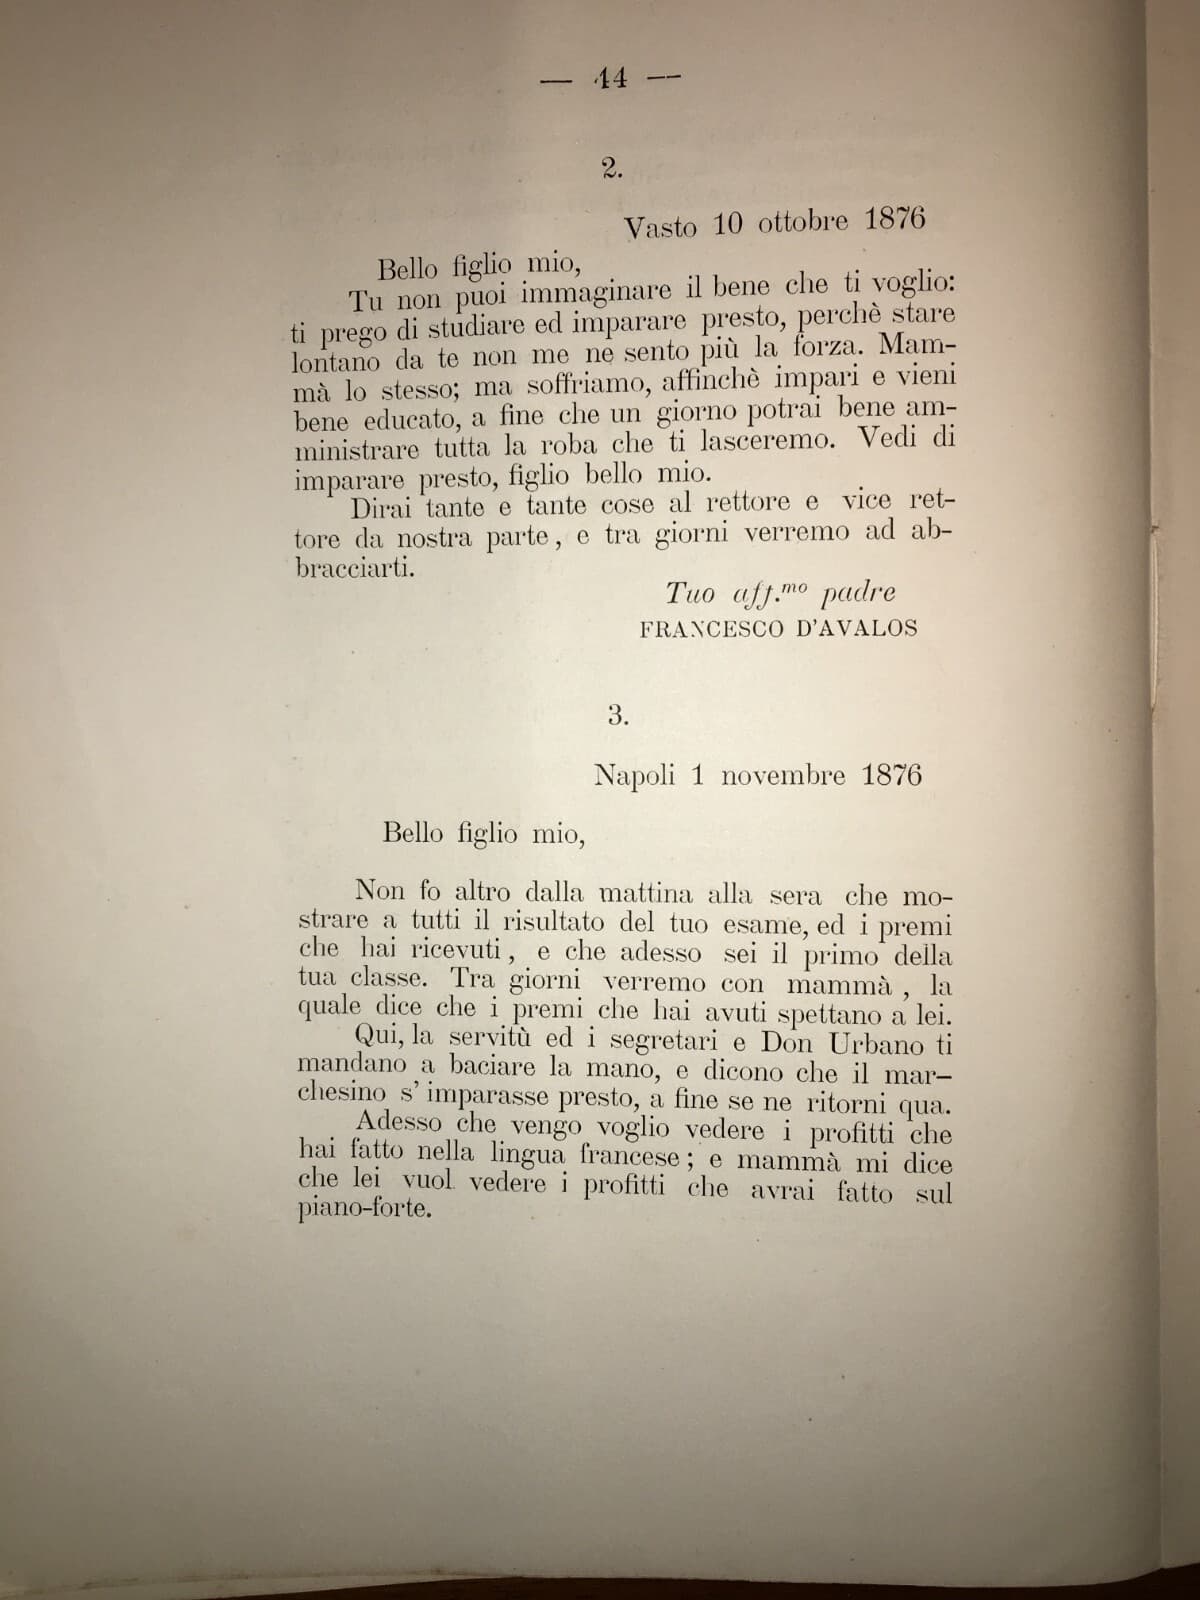 — 44 —
2.
Vasto 10 ottobre 1876
Bello figlio mio,
Tu non puoi immaginare il bene che ti voglio:
ti prego di studiare ed imparare presto, perchè stare
lontano da te non me ne sento più la forza. Mam-
mà lo stesso; ma soffriamo, affinchè impari e vieni
bene educato, a fine che un giorno potrai bene am-
ministrare tutta la roba che ti lasceremo. Vedi di
imparare presto, figlio bello mio.
Dirai tante e tante cose al rettore e vice ret-
tore da nostra parte, e tra giorni verremo ad ab-
bracciarti.
Tuo aff.mo padre
FRANCESCO D'AVALOS
3.
Napoli 1 novembre 1876
Bello figlio mio,
Non fo altro dalla mattina alla sera che mo-
strare a tutti il risultato del tuo esame, ed i premi
che hai ricevuti, e che adesso sei il primo della
tua classe. Tra giorni verremo con mammà, la
quale dice che i premi che hai avuti spettano a lei.
Qui, la servitù ed i segretari e Don Urbano ti
mandano a baciare la mano, e dicono che il mar-
chesino s' imparasse presto, a fine se ne ritorni qua.
Adesso che vengo voglio vedere i profitti che
hai fatto nella lingua francese; e mammà mi dice
che lei vuol vedere i profitti che avrai fatto sul
piano-forte.